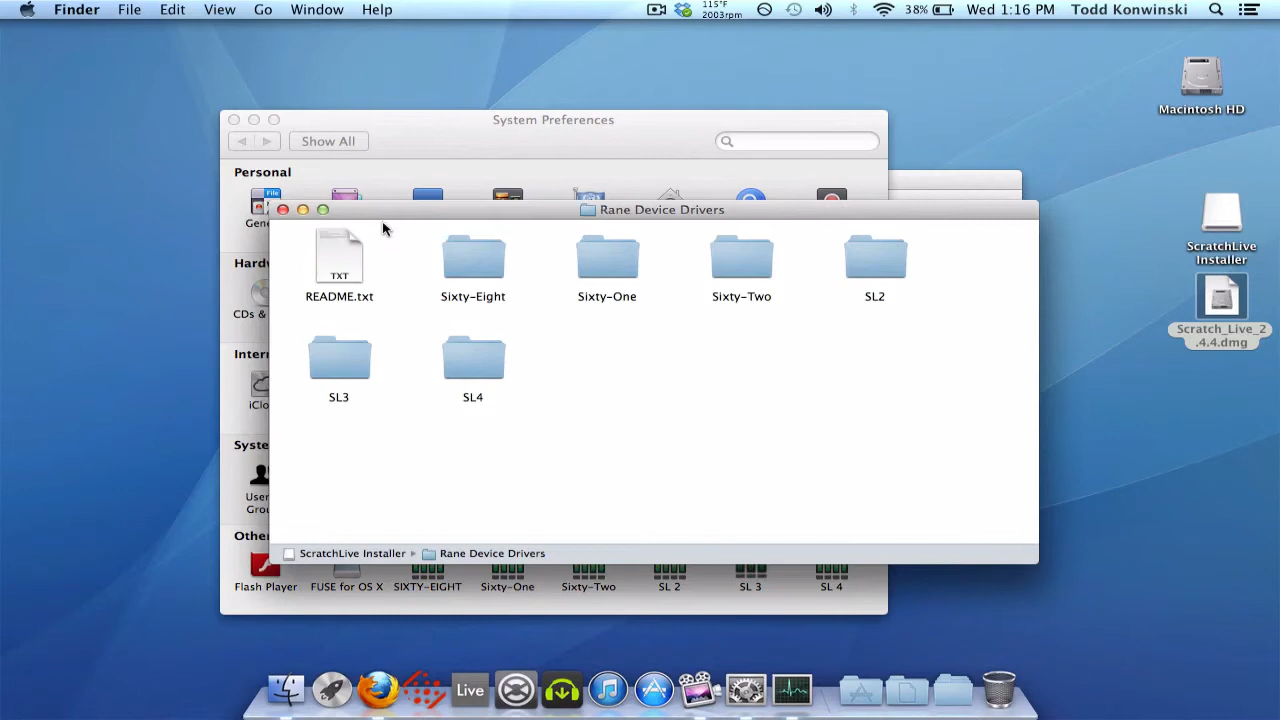 Finder File Edit View Go Window Help
115°F
2003rpm
38%
Wed 1:16 PM
Todd Konwinski
Macintosh HD
System Preferences
Show All
Personal
File
Gene
Rane Device Drivers
TXT
README.txt
Sixty-Eight
Sixty-One
Sixty-Two
SL2
ScratchLive
Installer
Scratch_Live_2
.4.4.dmg
Hardw
CDs &
Intern
iClo
SL3
SL4
Syste
User
Grou
Other
ScratchLive Installer
Rane Device Drivers
Flash Player
FUSE for OS X
SIXTY-EIGHT
Sixty-One
Sixty-Two
SL 2
SL 3
SL 4
Live